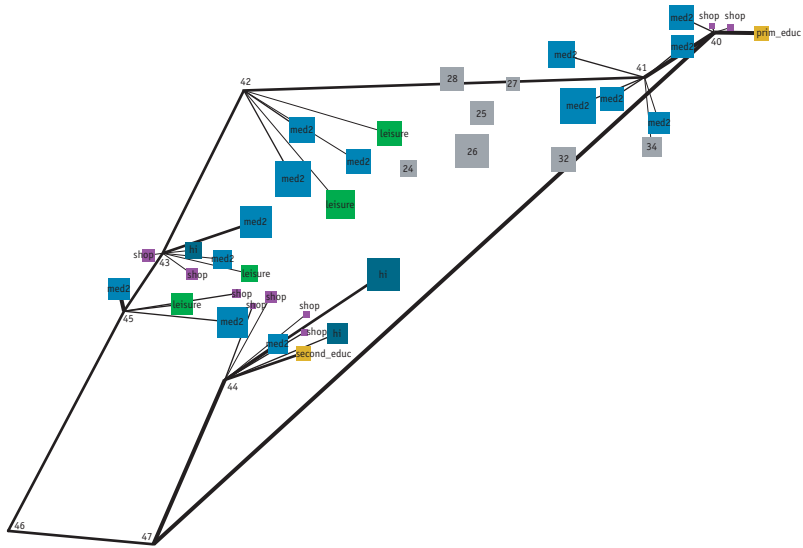 shop shop
med2
prim_educ
40
med2
med2
41
28
27
42
med2
med2
25
med2
med2
leisure
26
med2
32
34
24
med2
leisure
med2
shop
hi
43
med2
shop
leisure
hi
med2
leisure
shop
shop
shop
45
med2
shop
shop
hi
med2
second_educ
44
46
47